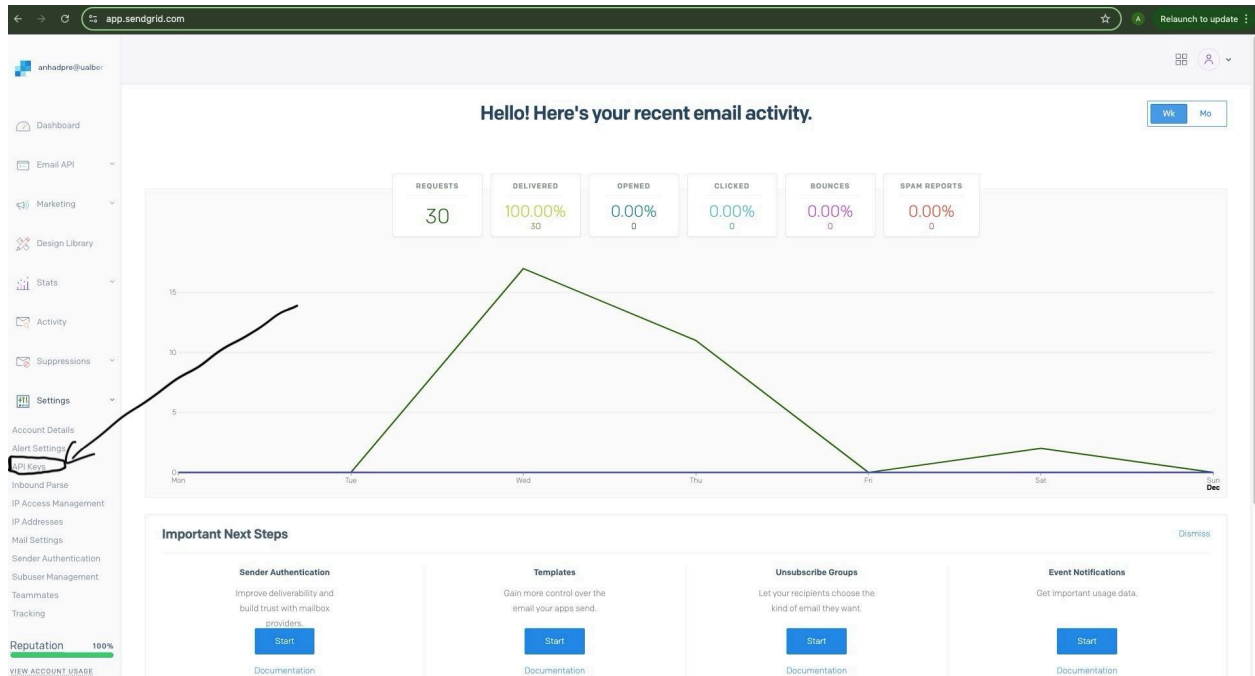 app.sendgrid.com
A
Relaunch to update
anhadpre@ualber
Dashboard
Email API
Marketing
Design Library
Stats
Activity
Suppressions
Settings
Account Details
Alert Settings
API Keys
Inbound Parse
IP Access Management
IP Addresses
Mail Settings
Sender Authentication
Subuser Management
Teammates
Tracking
Reputation 100%
VIEW ACCOUNT USAGE
Hello! Here's your recent email activity.
Wk Mo
REQUESTS
30
DELIVERED
100.00%
30
OPENED
0.00%
0
CLICKED
0.00%
0
BOUNCES
0.00%
0
SPAM REPORTS
0.00%
0
15
10
5
0
Mon Tue Wed Thu Fri Sat Sun
Dec
Important Next Steps
Dismiss
Sender Authentication
Improve deliverability and
build trust with mailbox
providers.
Start
Documentation
Templates
Gain more control over the
email your apps send.
Start
Documentation
Unsubscribe Groups
Let your recipients choose the
kind of email they want.
Start
Documentation
Event Notifications
Get important usage data.
Start
Documentation